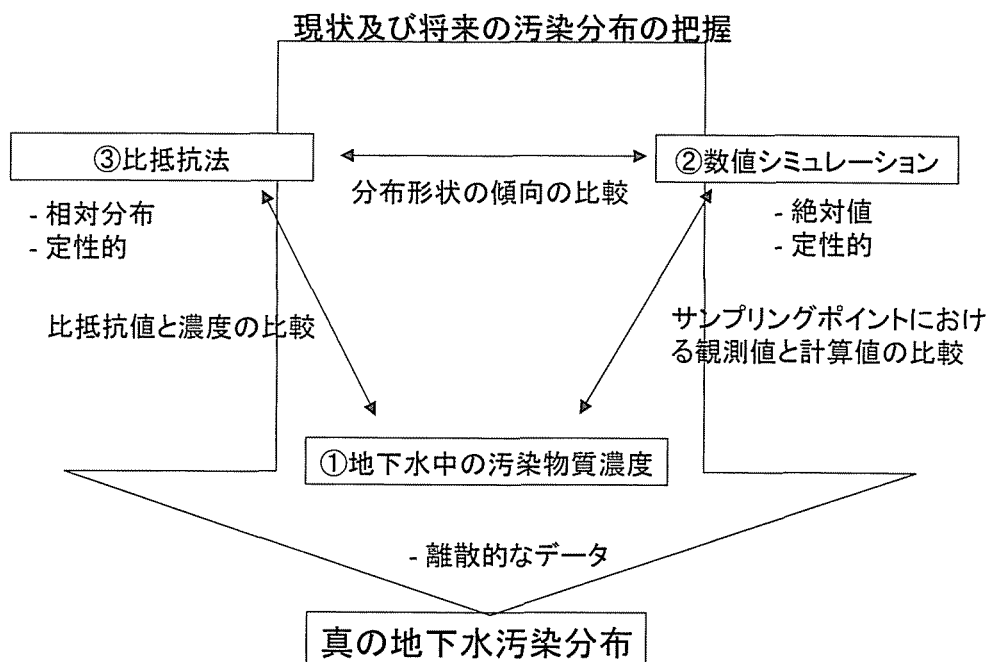 現状及び将来の汚染分布の把握
③比抵抗法
②数値シミュレーション
分布形状の傾向の比較
- 相対分布
- 定性的
- 絶対値
- 定性的
比抵抗値と濃度の比較
サンプリングポイントにおけ
る観測値と計算値の比較
①地下水中の汚染物質濃度
- 離散的なデータ
真の地下水汚染分布